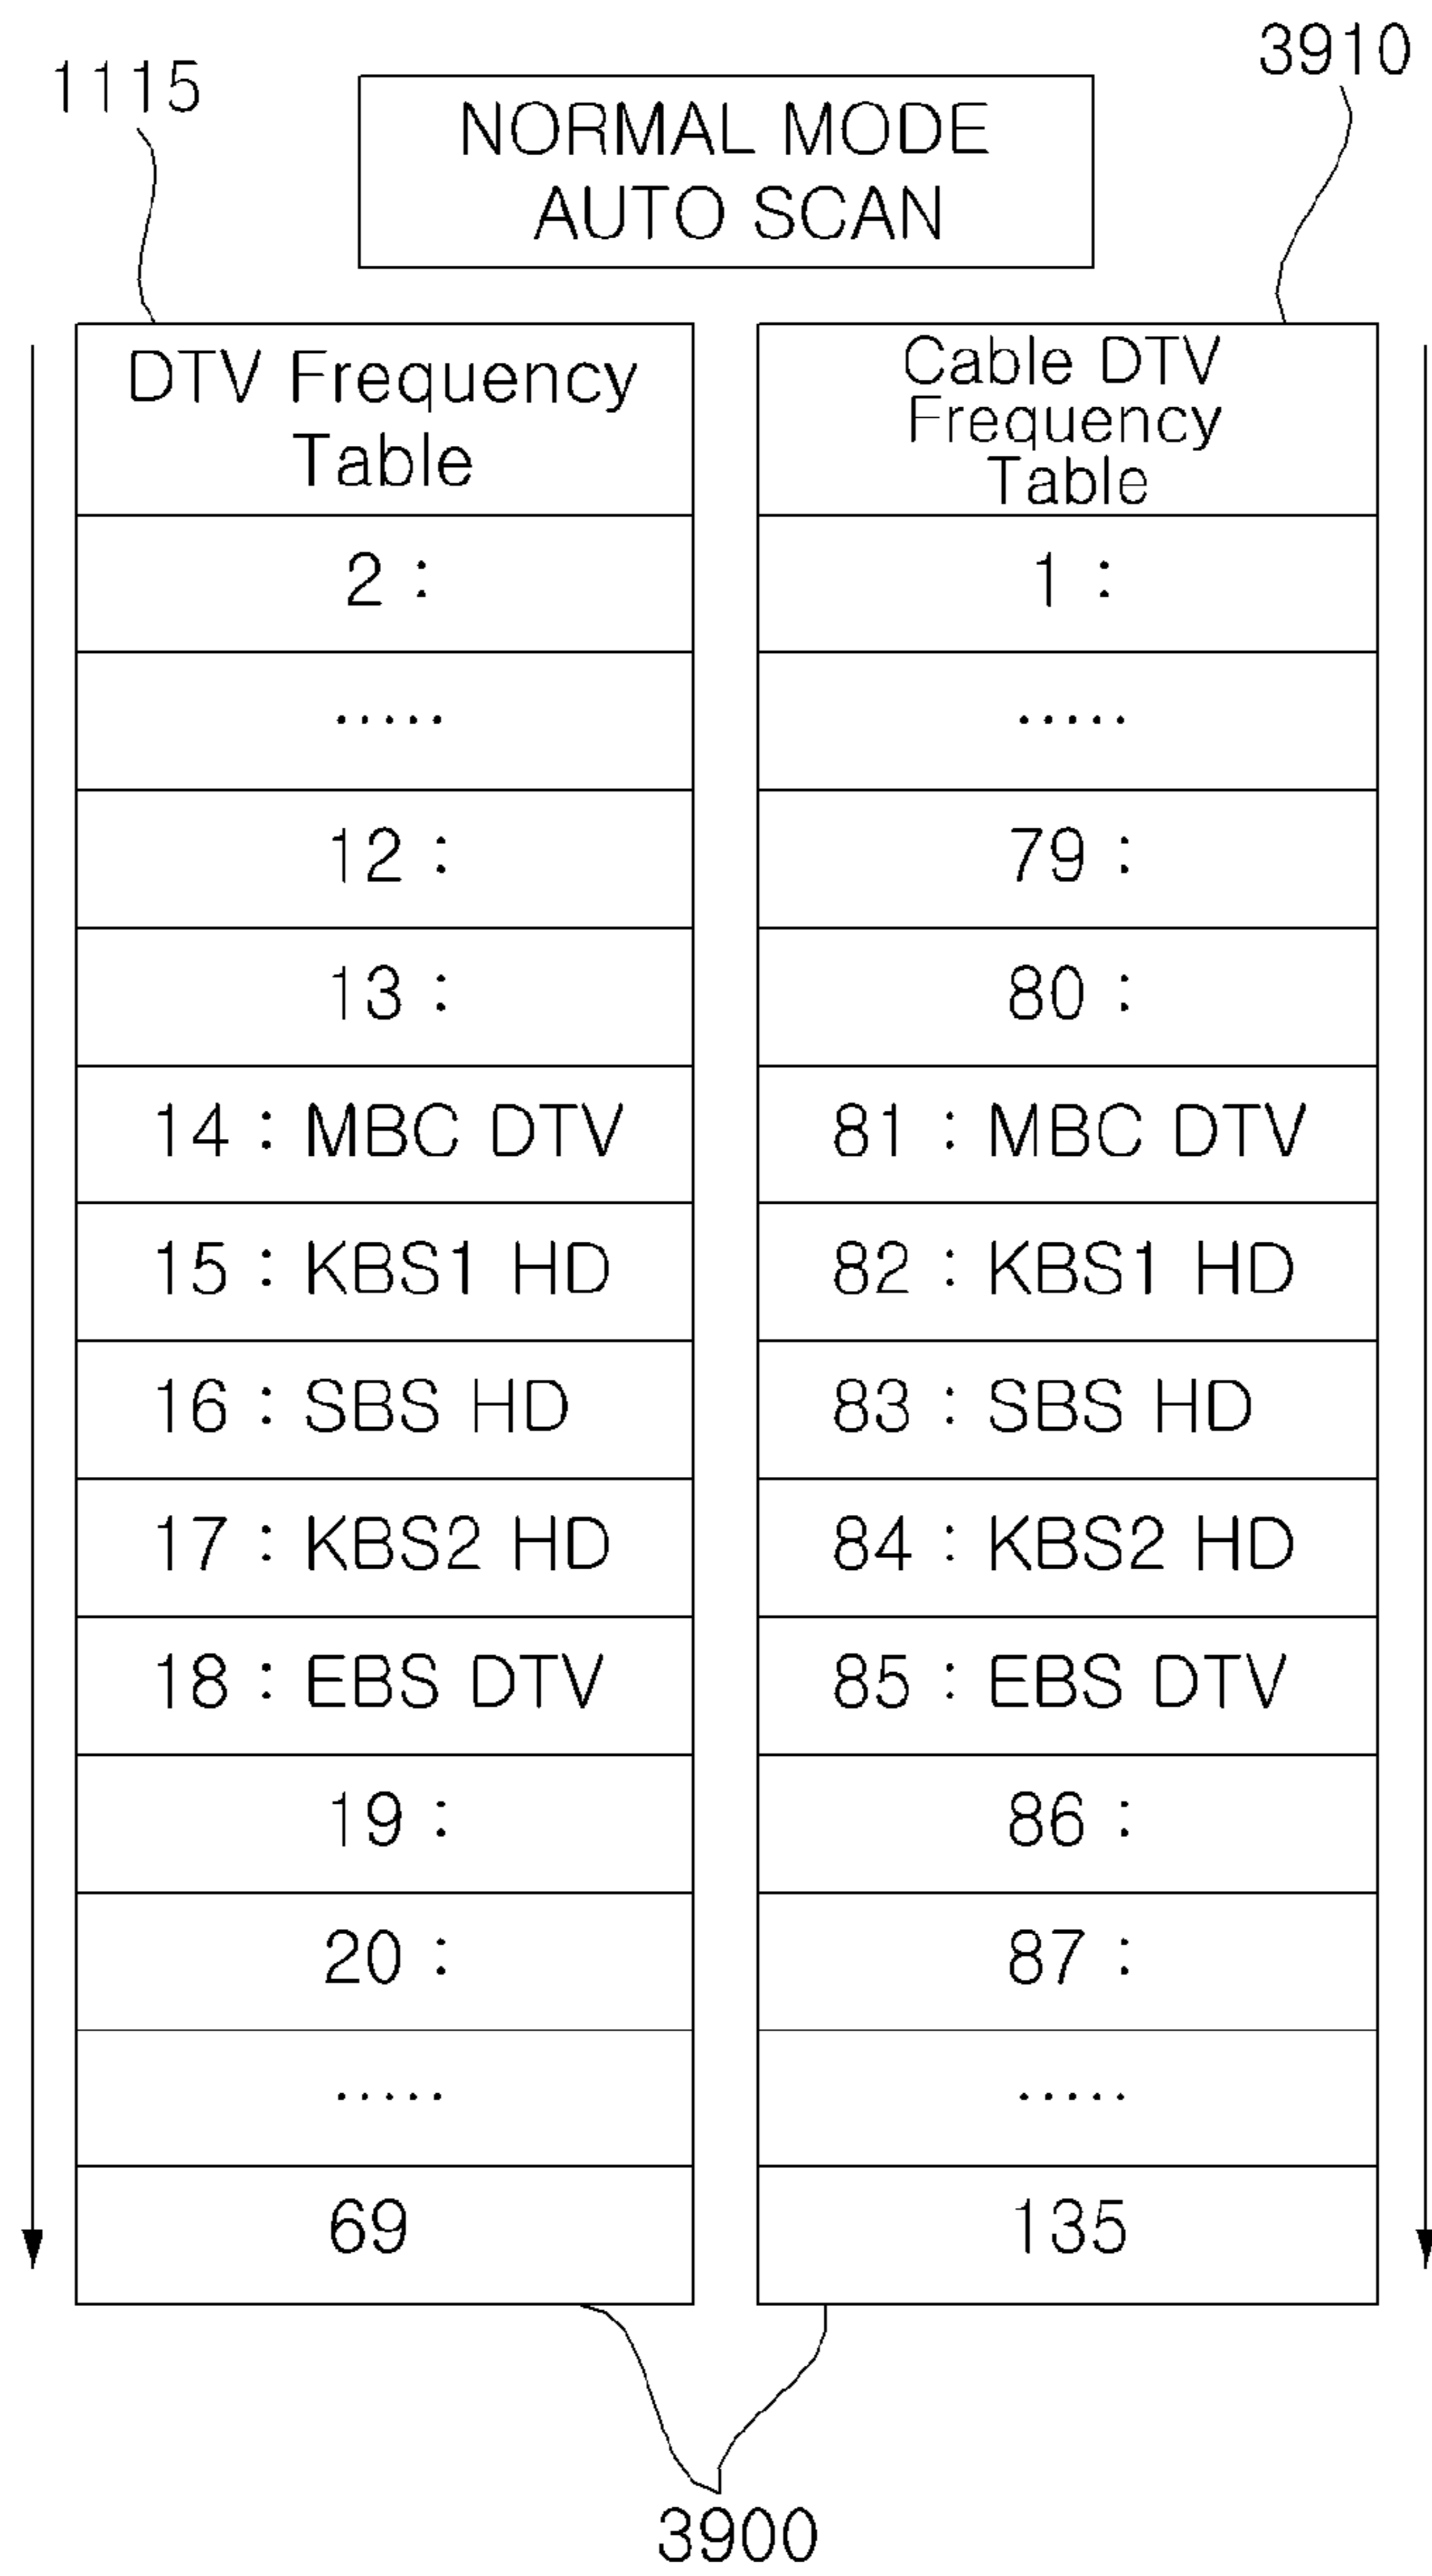 1115
3910
NORMAL MODE
AUTO SCAN
DTV Frequency
Table
2 :
.....
12 :
13 :
14 : MBC DTV
15 : KBS1 HD
16 : SBS HD
17 : KBS2 HD
18 : EBS DTV
19 :
20 :
.....
69
Cable DTV
Frequency
Table
1 :
.....
79 :
80 :
81 : MBC DTV
82 : KBS1 HD
83 : SBS HD
84 : KBS2 HD
85 : EBS DTV
86 :
87 :
.....
135
3900